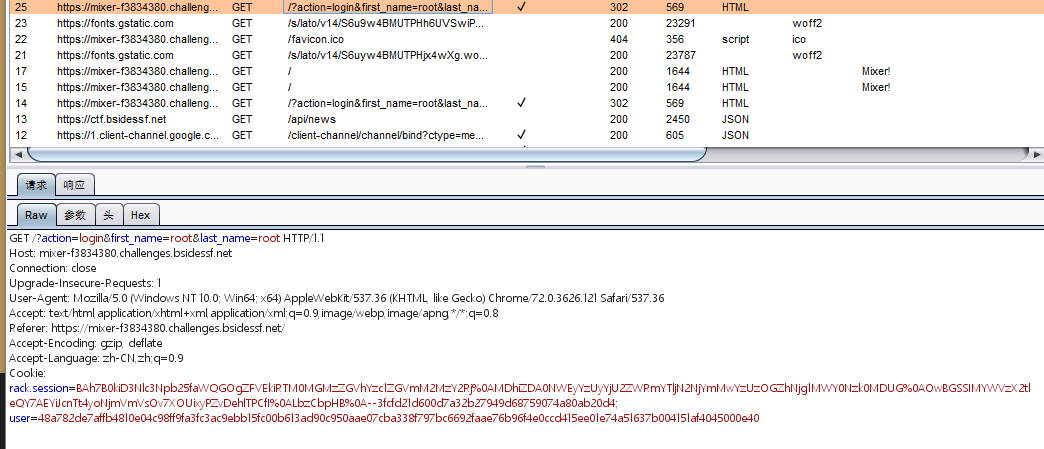 25 https://mixer-f3834380.challeng... GET /?action=login&first_name=root&last_na... ✓ 302 569 HTML
23 https://fonts.gstatic.com GET /s/lato/v14/S6u9w4BMUTPHh6UVSwiP... 200 23291 woff2
22 https://mixer-f3834380.challeng... GET /favicon.ico 404 356 script ico
21 https://fonts.gstatic.com GET /s/lato/v14/S6uyw4BMUTPHjx4wXg.wo... 200 23787 woff2
17 https://mixer-f3834380.challeng... GET / 200 1644 HTML Mixer!
15 https://mixer-f3834380.challeng... GET / 200 1644 HTML Mixer!
14 https://mixer-f3834380.challeng... GET /?action=login&first_name=root&last_na... ✓ 302 569 HTML
13 https://ctf.bsidessf.net GET /api/news 200 2450 JSON
12 https://1.client-channel.google.c... GET /client-channel/channel/bind?ctype=me... ✓ 200 605 JSON
请求 响应
Raw 参数 头 Hex
GET /?action=login&first_name=root&last_name=root HTTP/1.1
Host: mixer-f3834380.challenges.bsidessf.net
Connection: close
Upgrade-Insecure-Requests: 1
User-Agent: Mozilla/5.0 (Windows NT 10.0; Win64; x64) AppleWebKit/537.36 (KHTML, like Gecko) Chrome/72.0.3626.121 Safari/537.36
Accept: text/html,application/xhtml+xml,application/xml;q=0.9,image/webp,image/apng,*/*;q=0.8
Referer: https://mixer-f3834380.challenges.bsidessf.net/
Accept-Encoding: gzip, deflate
Accept-Language: zh-CN,zh;q=0.9
Cookie:
user=48a782de7affb4810e04c98ff9fa3fc3ac9ebb15fc00b613ad90c950aae07cba338f797bc6692faae76b96f4e0ccd415ee01e74a51637b004151af4045000e40